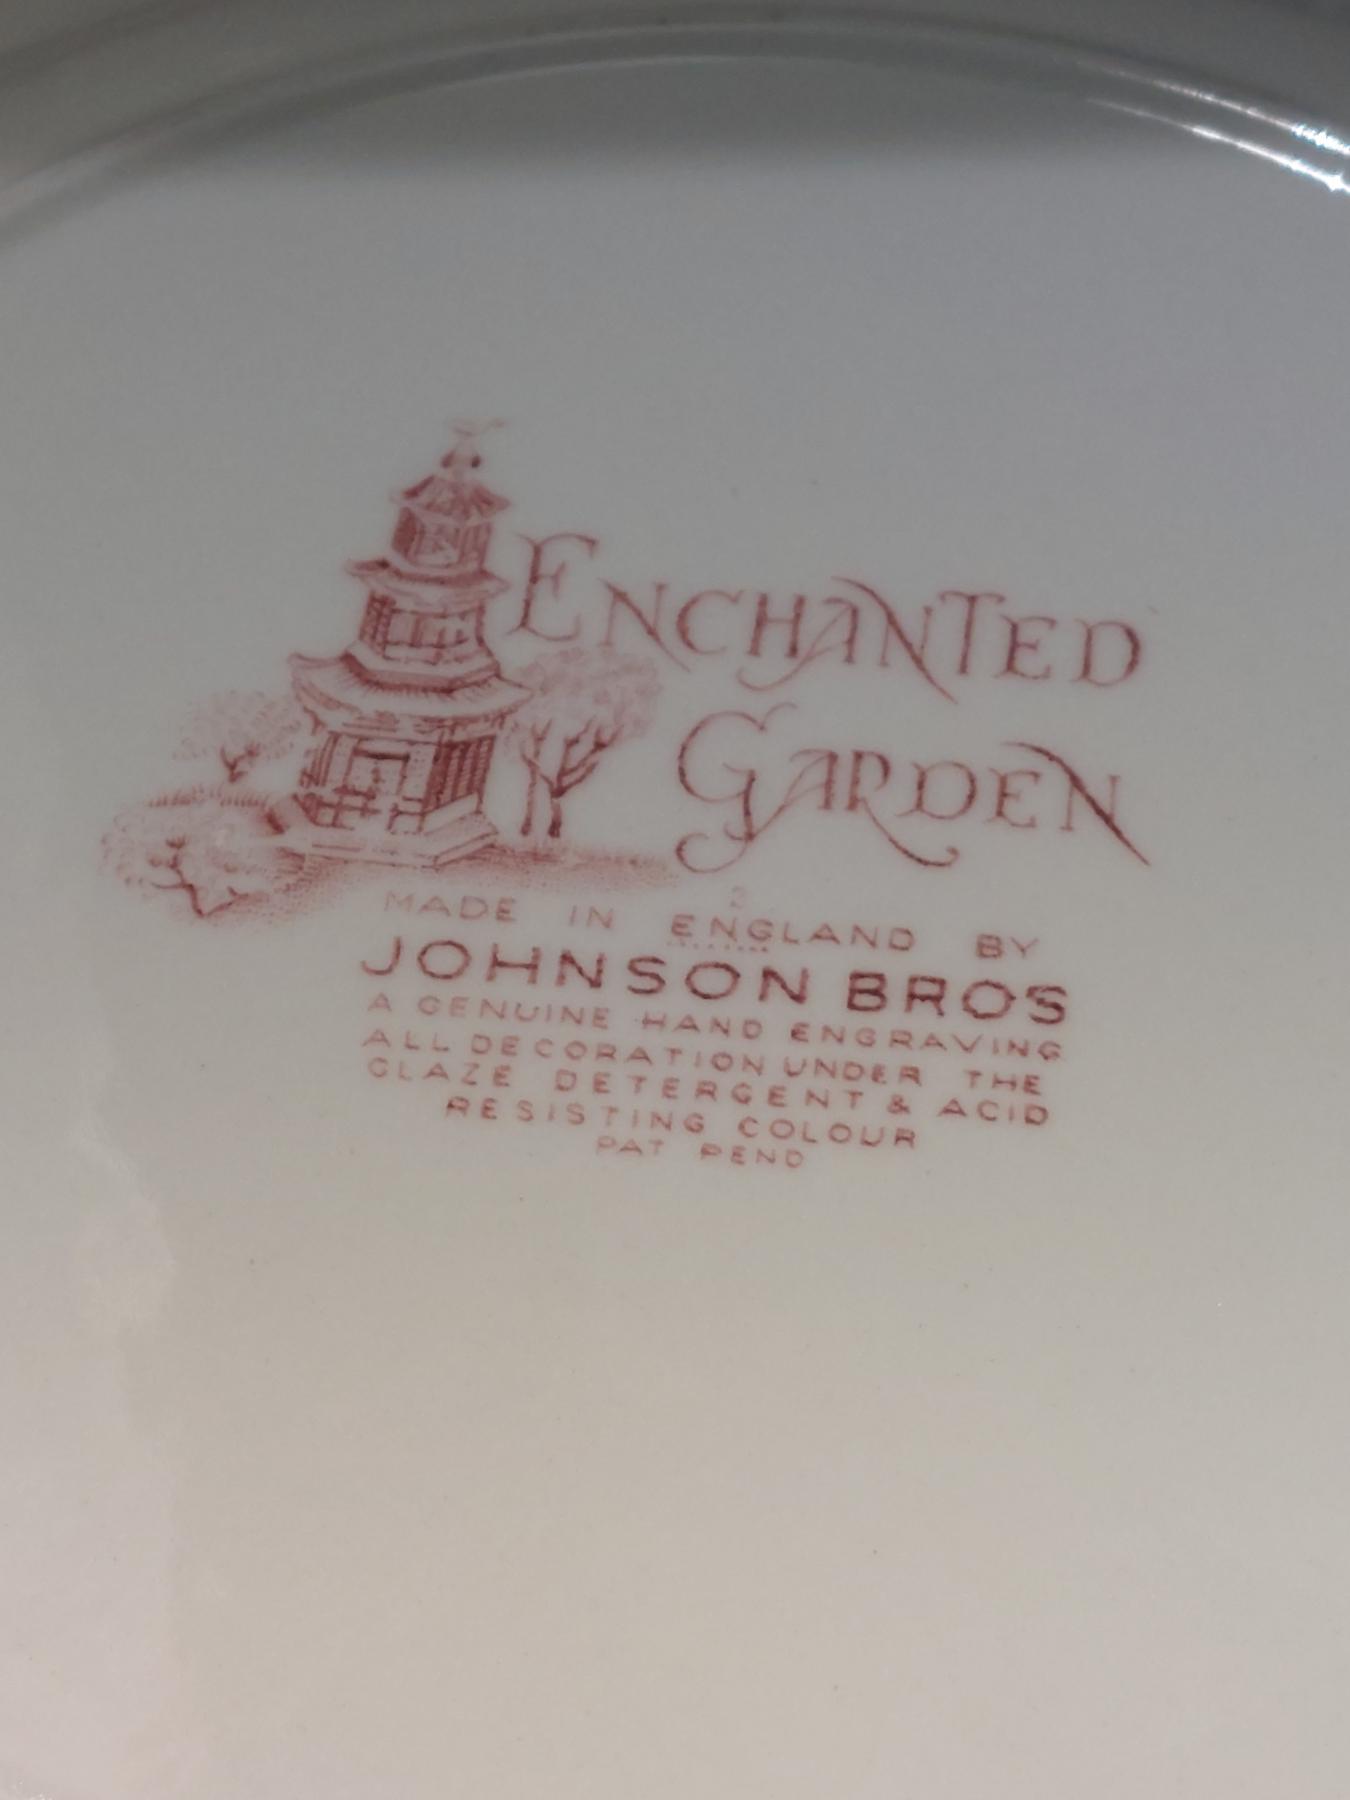 ENCHANTED
GARDEN
MADE IN ENGLAND BY
JOHNSON BROS
A GENUINE HAND ENGRAVING
ALL DECORATION UNDER THE
GLAZE DETERGENT & ACID
RESISTING COLOUR
PAT PEND